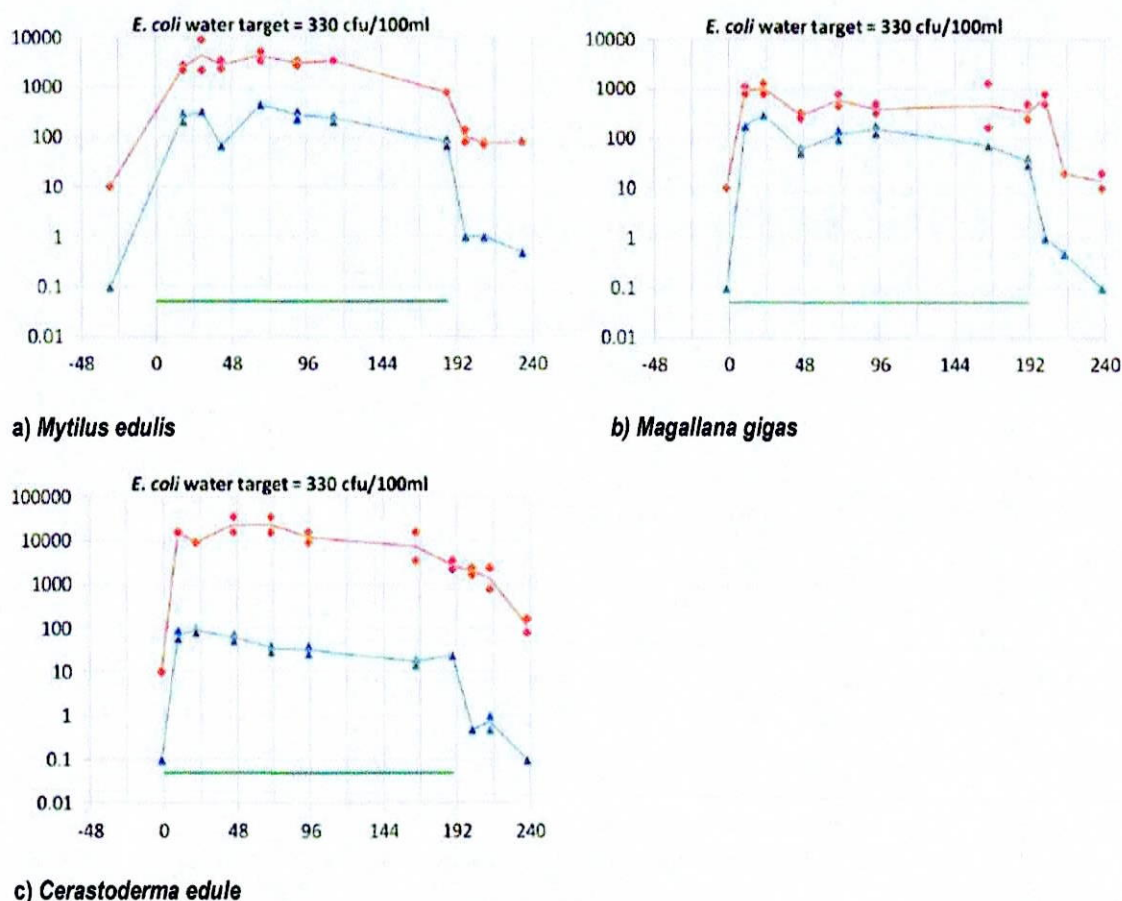 E. coli water target = 330 cfu/100ml
10000
1000
100
10
1
0.1
0.01
-48 0 48 96 144 192 240
a) Mytilus edulis
E. coli water target = 330 cfu/100ml
10000
1000
100
10
1
0.1
0.01
-48 0 48 96 144 192 240
b) Magallana gigas
E. coli water target = 330 cfu/100ml
100000
10000
1000
100
10
1
0.1
0.01
-48 0 48 96 144 192 240
c) Cerastoderma edule